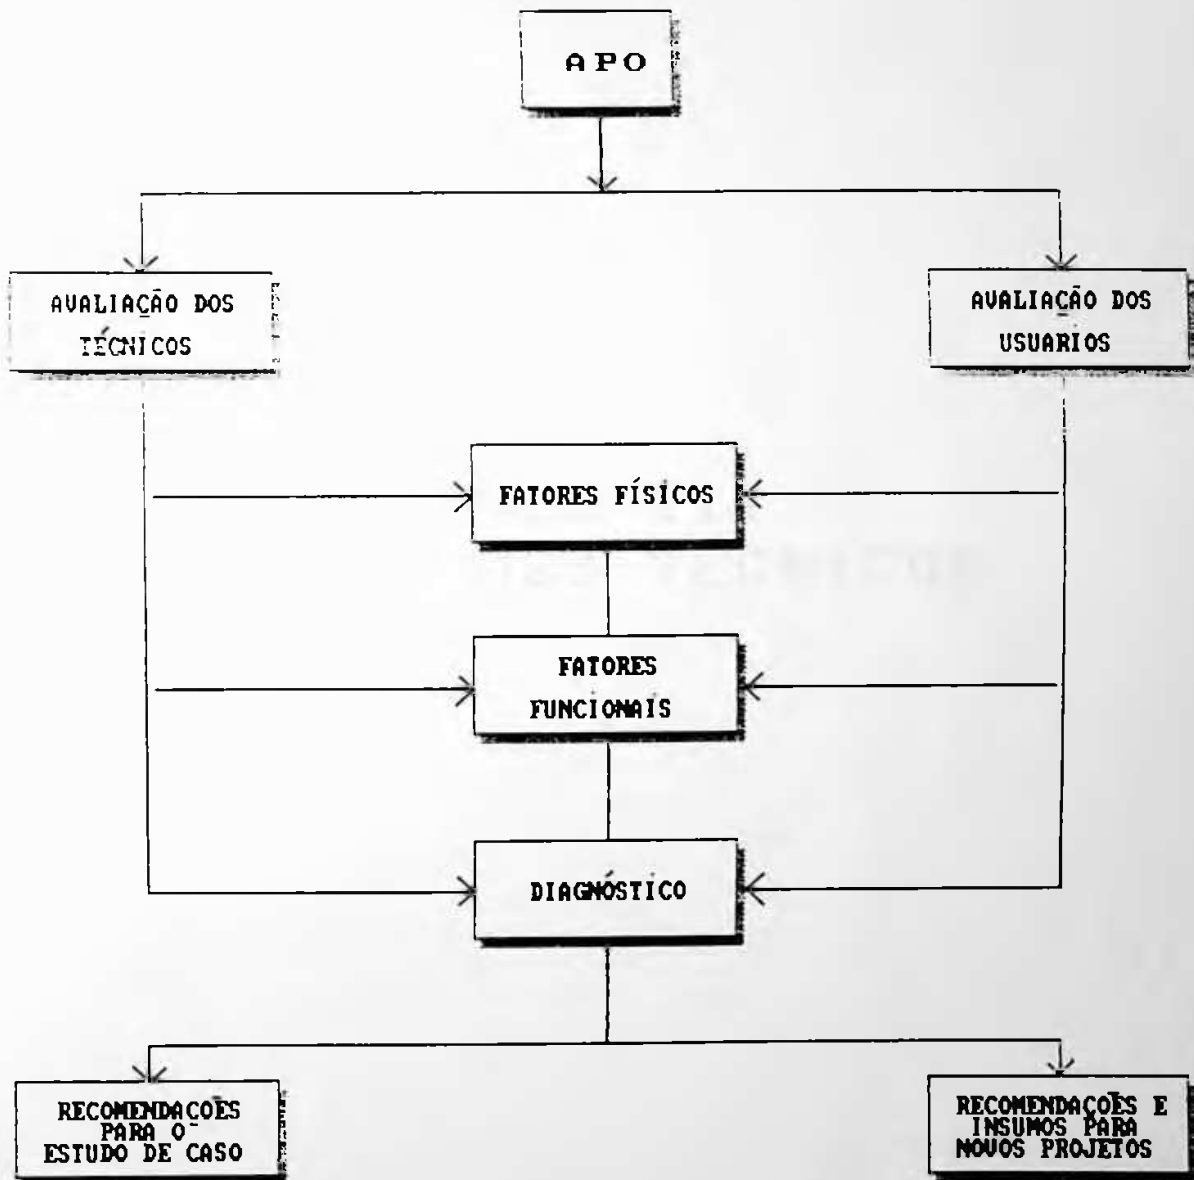 APO
AVALIAÇÃO DOS
TÉCNICOS
AVALIAÇÃO DOS
USUARIOS
FATORES FÍSICOS
FATORES
FUNCIONAIS
DIAGNÓSTICO
RECOMENDAÇÕES
PARA O
ESTUDO DE CASO
RECOMENDAÇÕES E
INSUMOS PARA
NOVOS PROJETOS